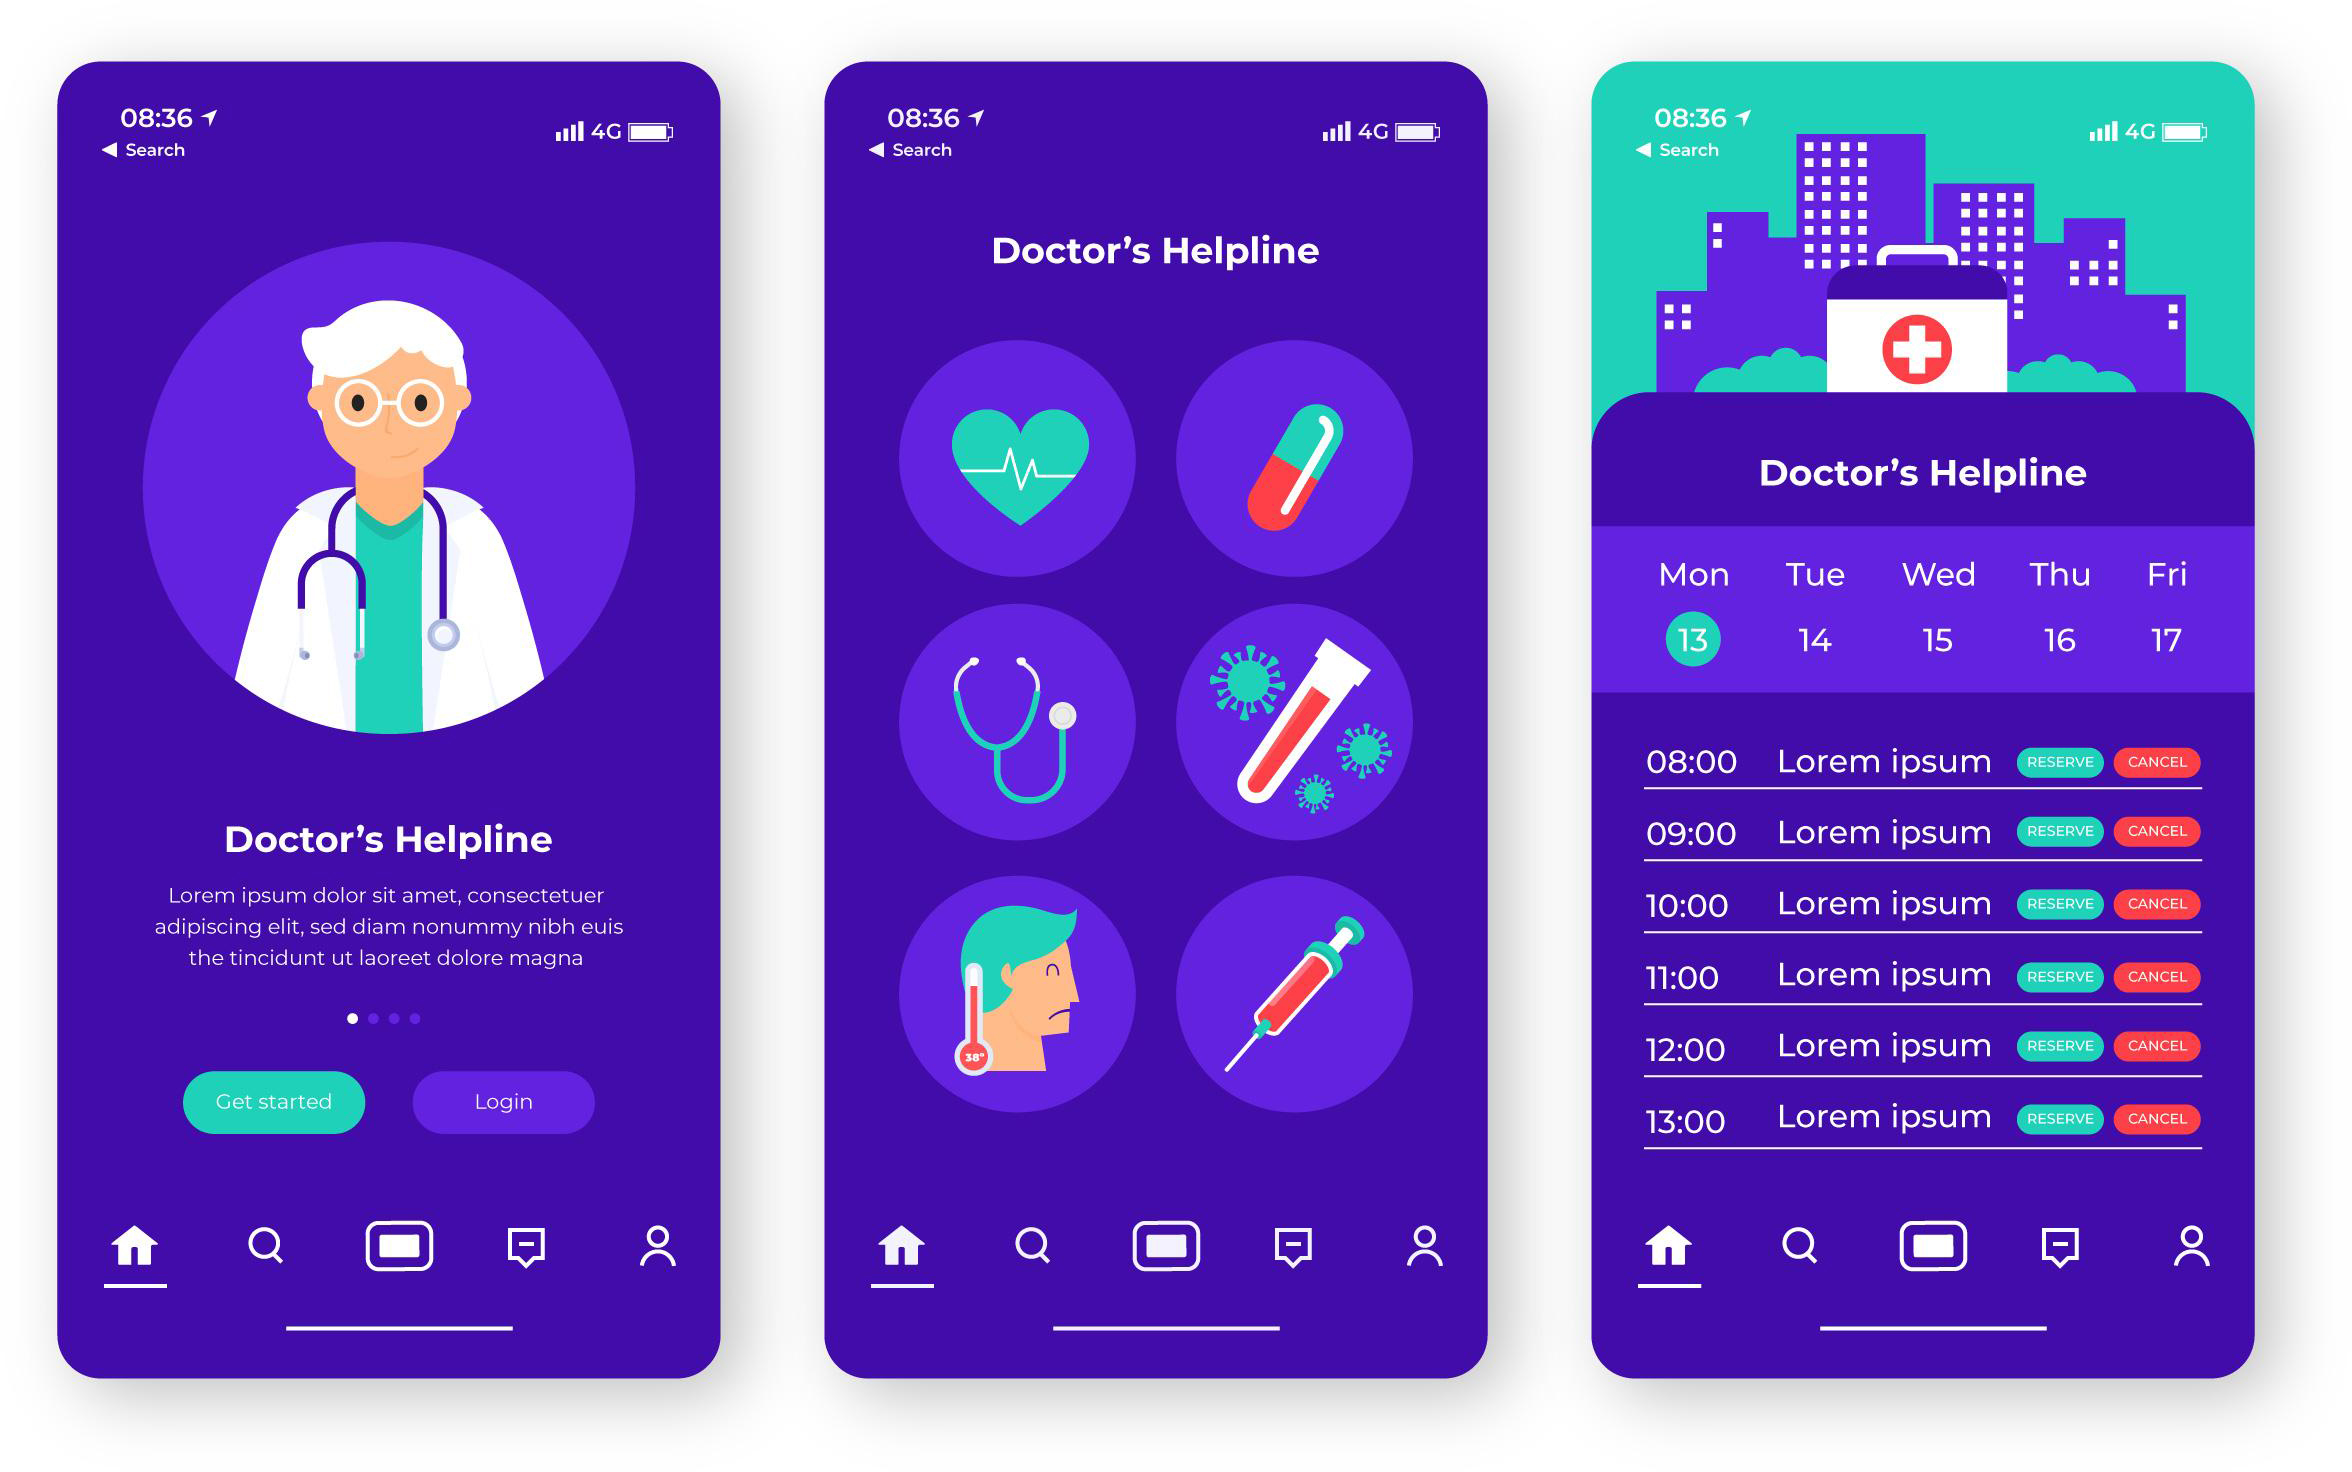 08:36
Search
4G
Doctor's Helpline
Lorem ipsum dolor sit amet, consectetuer
adipiscing elit, sed diam nonummy nibh euis
the tincidunt ut laoreet dolore magna
Get started
Login
08:36
Search
4G
Doctor's Helpline
38°
08:36
Search
4G
Doctor's Helpline
Mon Tue Wed Thu Fri
13 14 15 16 17
08:00 Lorem ipsum RESERVE CANCEL
09:00 Lorem ipsum RESERVE CANCEL
10:00 Lorem ipsum RESERVE CANCEL
11:00 Lorem ipsum RESERVE CANCEL
12:00 Lorem ipsum RESERVE CANCEL
13:00 Lorem ipsum RESERVE CANCEL